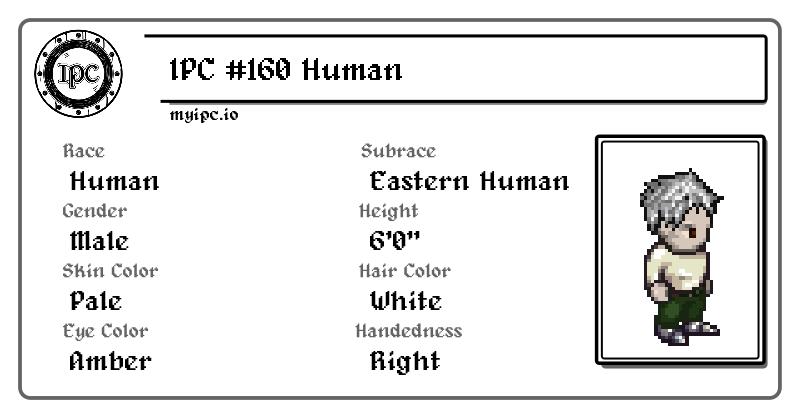 IPC
IPC #160 Human
myipc.io
Race
Human
Subrace
Eastern Human
Gender
Male
Height
6'0"
Skin Color
Pale
Hair Color
White
Eye Color
Amber
Handedness
Right